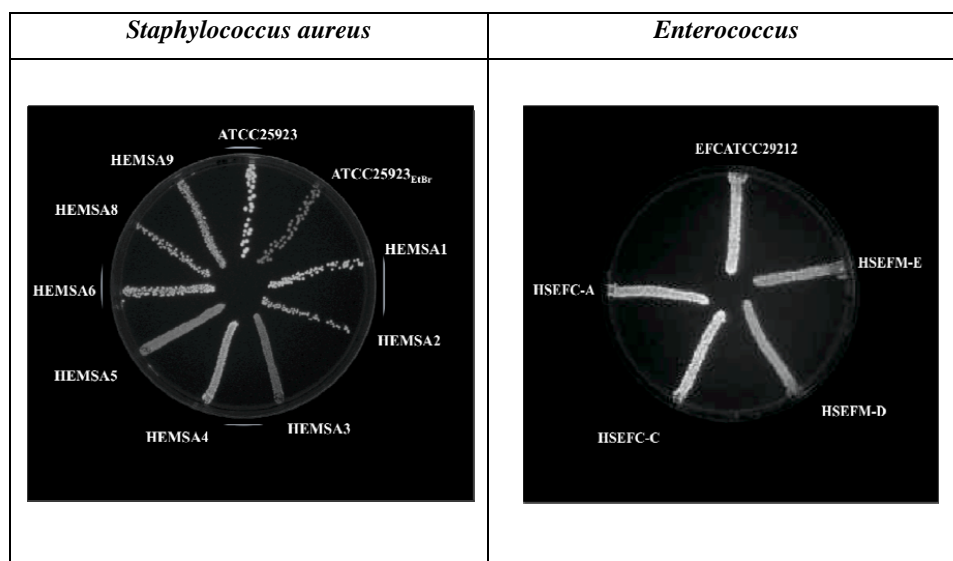 Staphylococcus aureus
Enterococcus
ATCC25923
HEMSA9
ATCC25923EtBr
HEMSA8
HEMSA1
HEMSA6
HEMSA2
HEMSA5
HEMSA4
HEMSA3
EFCATCC29212
HSEFM-E
HSEFC-A
HSEFM-D
HSEFC-C